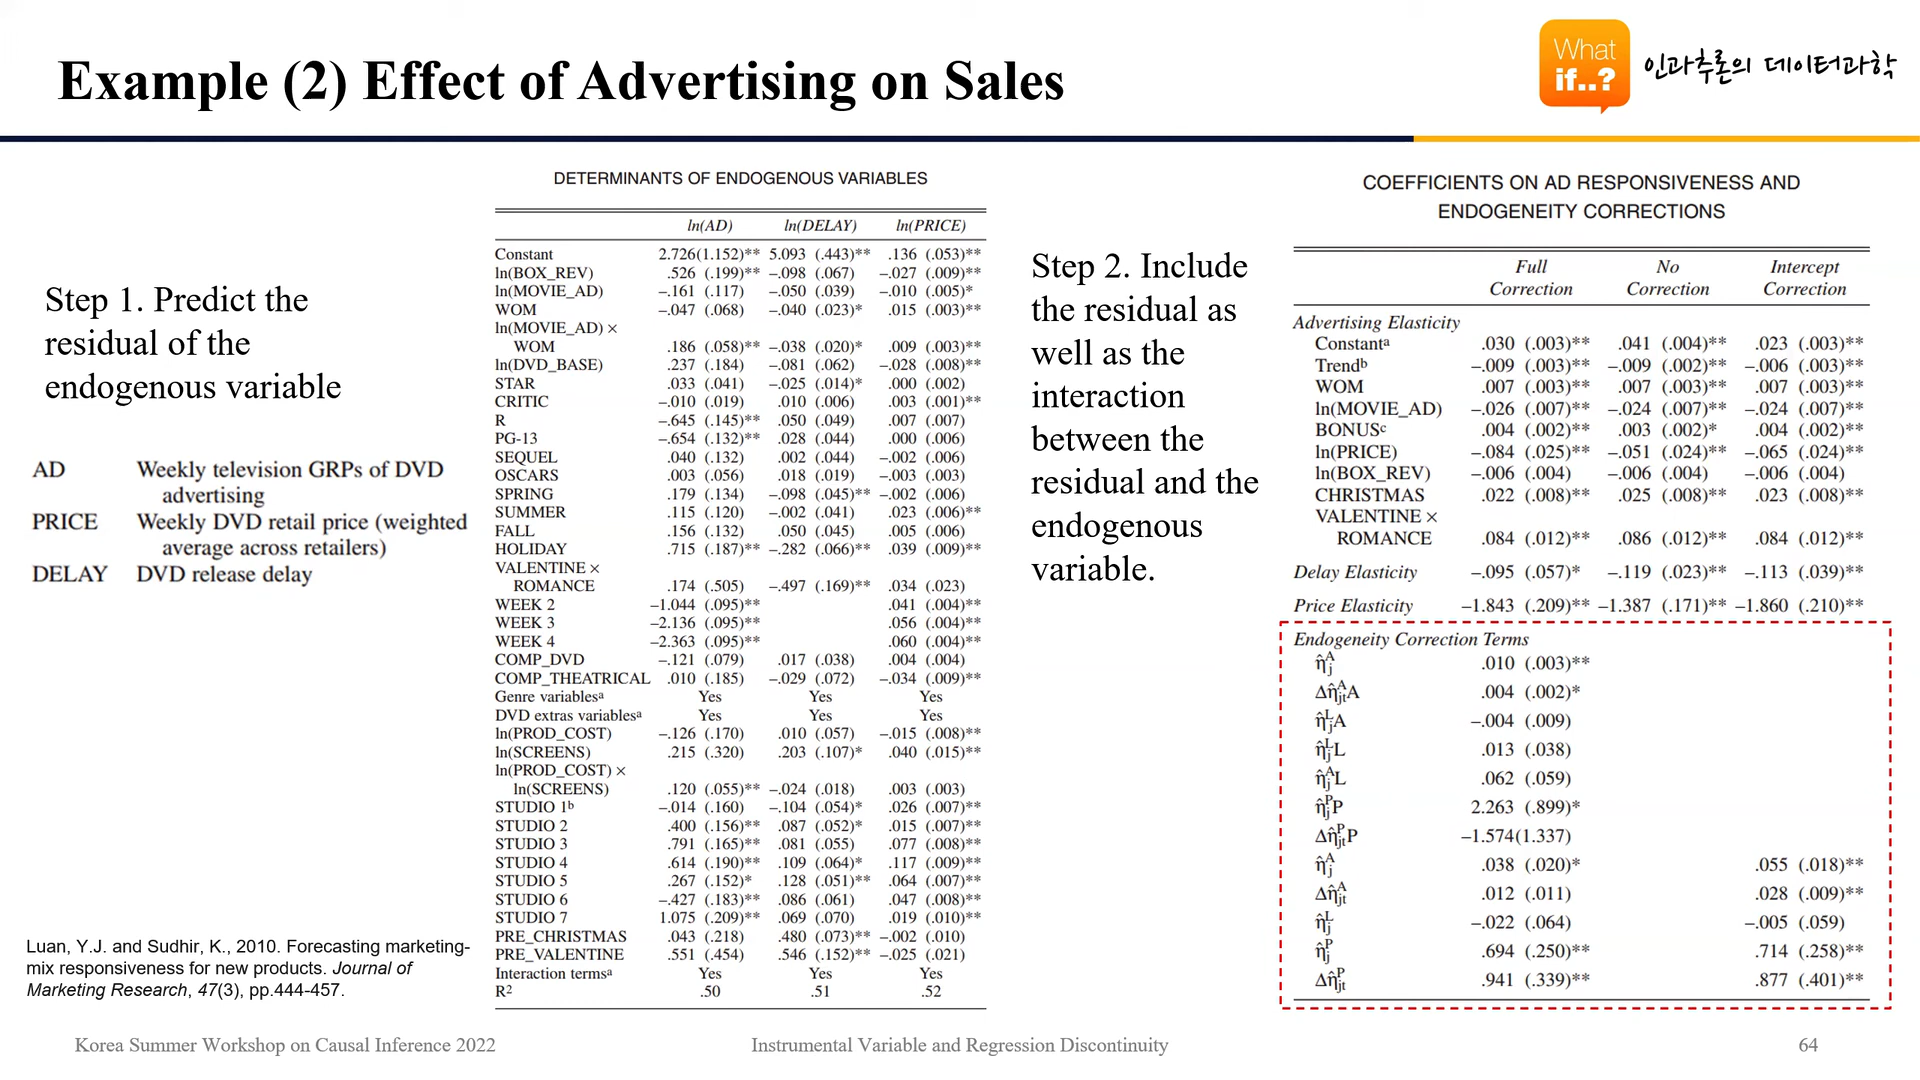 Example (2) Effect of Advertising on Sales
What
if..?
인과추론의 데이터과학
Step 1. Predict the
residual of the
endogenous variable
AD Weekly television GRPs of DVD
advertising
PRICE Weekly DVD retail price (weighted
average across retailers)
DELAY DVD release delay
Luan, Y.J. and Sudhir, K., 2010. Forecasting marketing-
mix responsiveness for new products. Journal of
Marketing Research, 47(3), pp.444-457.
DETERMINANTS OF ENDOGENOUS VARIABLES
ln(AD) ln(DELAY) ln(PRICE)
Constant 2.726(1.152)** 5.093 (.443)** .136 (.053)**
ln(BOX_REV) .526 (.199)** –.098 (.067) –.027 (.009)**
ln(MOVIE_AD) –.161 (.117) –.050 (.039) –.010 (.005)*
WOM –.047 (.068) –.040 (.023)* .015 (.003)**
ln(MOVIE_AD) ×
WOM .186 (.058)** –.038 (.020)* .009 (.003)**
ln(DVD_BASE) .237 (.184) –.081 (.062) –.028 (.008)**
STAR .033 (.041) –.025 (.014)* .000 (.002)
CRITIC –.010 (.019) .010 (.006) .003 (.001)**
R –.645 (.145)** .050 (.049) .007 (.007)
PG-13 –.654 (.132)** .028 (.044) .000 (.006)
SEQUEL .040 (.132) .002 (.044) –.002 (.006)
OSCARS .003 (.056) .018 (.019) –.003 (.003)
SPRING .179 (.134) –.098 (.045)** –.002 (.006)
SUMMER .115 (.120) –.002 (.041) .023 (.006)**
FALL .156 (.132) .050 (.045) .005 (.006)
HOLIDAY .715 (.187)** –.282 (.066)** .039 (.009)**
VALENTINE ×
ROMANCE .174 (.505) –.497 (.169)** .034 (.023)
WEEK 2 –1.044 (.095)** .041 (.004)**
WEEK 3 –2.136 (.095)** .056 (.004)**
WEEK 4 –2.363 (.095)** .060 (.004)**
COMP_DVD –.121 (.079) .017 (.038) .004 (.004)
COMP_THEATRICAL .010 (.185) –.029 (.072) –.034 (.009)**
Genre variablesᵃ Yes Yes Yes
DVD extras variablesᵃ Yes Yes Yes
ln(PROD_COST) –.126 (.170) .010 (.057) –.015 (.008)**
ln(SCREENS) .215 (.320) .203 (.107)* .040 (.015)**
ln(PROD_COST) ×
ln(SCREENS) .120 (.055)** –.024 (.018) .003 (.003)
STUDIO 1ᵇ –.014 (.160) –.104 (.054)* .026 (.007)**
STUDIO 2 .400 (.156)** .087 (.052)* .015 (.007)**
STUDIO 3 .791 (.165)** .081 (.055) .077 (.008)**
STUDIO 4 .614 (.190)** .109 (.064)* .117 (.009)**
STUDIO 5 .267 (.152)* .128 (.051)** .064 (.007)**
STUDIO 6 –.427 (.183)** .086 (.061) .047 (.008)**
STUDIO 7 1.075 (.209)** .069 (.070) .019 (.010)**
PRE_CHRISTMAS .043 (.218) .480 (.073)** –.002 (.010)
PRE_VALENTINE .551 (.454) .546 (.152)** –.025 (.021)
Interaction termsᵃ Yes Yes Yes
R² .50 .51 .52
Step 2. Include
the residual as
well as the
interaction
between the
residual and the
endogenous
variable.
COEFFICIENTS ON AD RESPONSIVENESS AND
ENDOGENEITY CORRECTIONS
Full No Intercept
Correction Correction Correction
Advertising Elasticity
Constantᵃ .030 (.003)** .041 (.004)** .023 (.003)**
Trendᵇ –.009 (.003)** –.009 (.002)** –.006 (.003)**
WOM .007 (.003)** .007 (.003)** .007 (.003)**
ln(MOVIE_AD) –.026 (.007)** –.024 (.007)** –.024 (.007)**
BONUSᶜ .004 (.002)** .003 (.002)* .004 (.002)**
ln(PRICE) –.084 (.025)** –.051 (.024)** –.065 (.024)**
ln(BOX_REV) –.006 (.004) –.006 (.004) –.006 (.004)
CHRISTMAS .022 (.008)** .025 (.008)** .023 (.008)**
VALENTINE ×
ROMANCE .084 (.012)** .086 (.012)** .084 (.012)**
Delay Elasticity –.095 (.057)* –.119 (.023)** –.113 (.039)**
Price Elasticity –1.843 (.209)** –1.387 (.171)** –1.860 (.210)**
Endogeneity Correction Terms
η̂ⱼᴬ .010 (.003)**
Δη̂ⱼₜᴬA .004 (.002)*
η̂ⱼᴸA –.004 (.009)
η̂ⱼᴸL .013 (.038)
η̂ⱼᴬL .062 (.059)
η̂ⱼᴾP 2.263 (.899)*
Δη̂ⱼₜᴾP –1.574(1.337)
η̂ⱼᴬ .038 (.020)* .055 (.018)**
Δη̂ⱼₜᴬ .012 (.011) .028 (.009)**
η̂ⱼᴸ –.022 (.064) –.005 (.059)
η̂ⱼᴾ .694 (.250)** .714 (.258)**
Δη̂ⱼₜᴾ .941 (.339)** .877 (.401)**
Korea Summer Workshop on Causal Inference 2022
Instrumental Variable and Regression Discontinuity
64